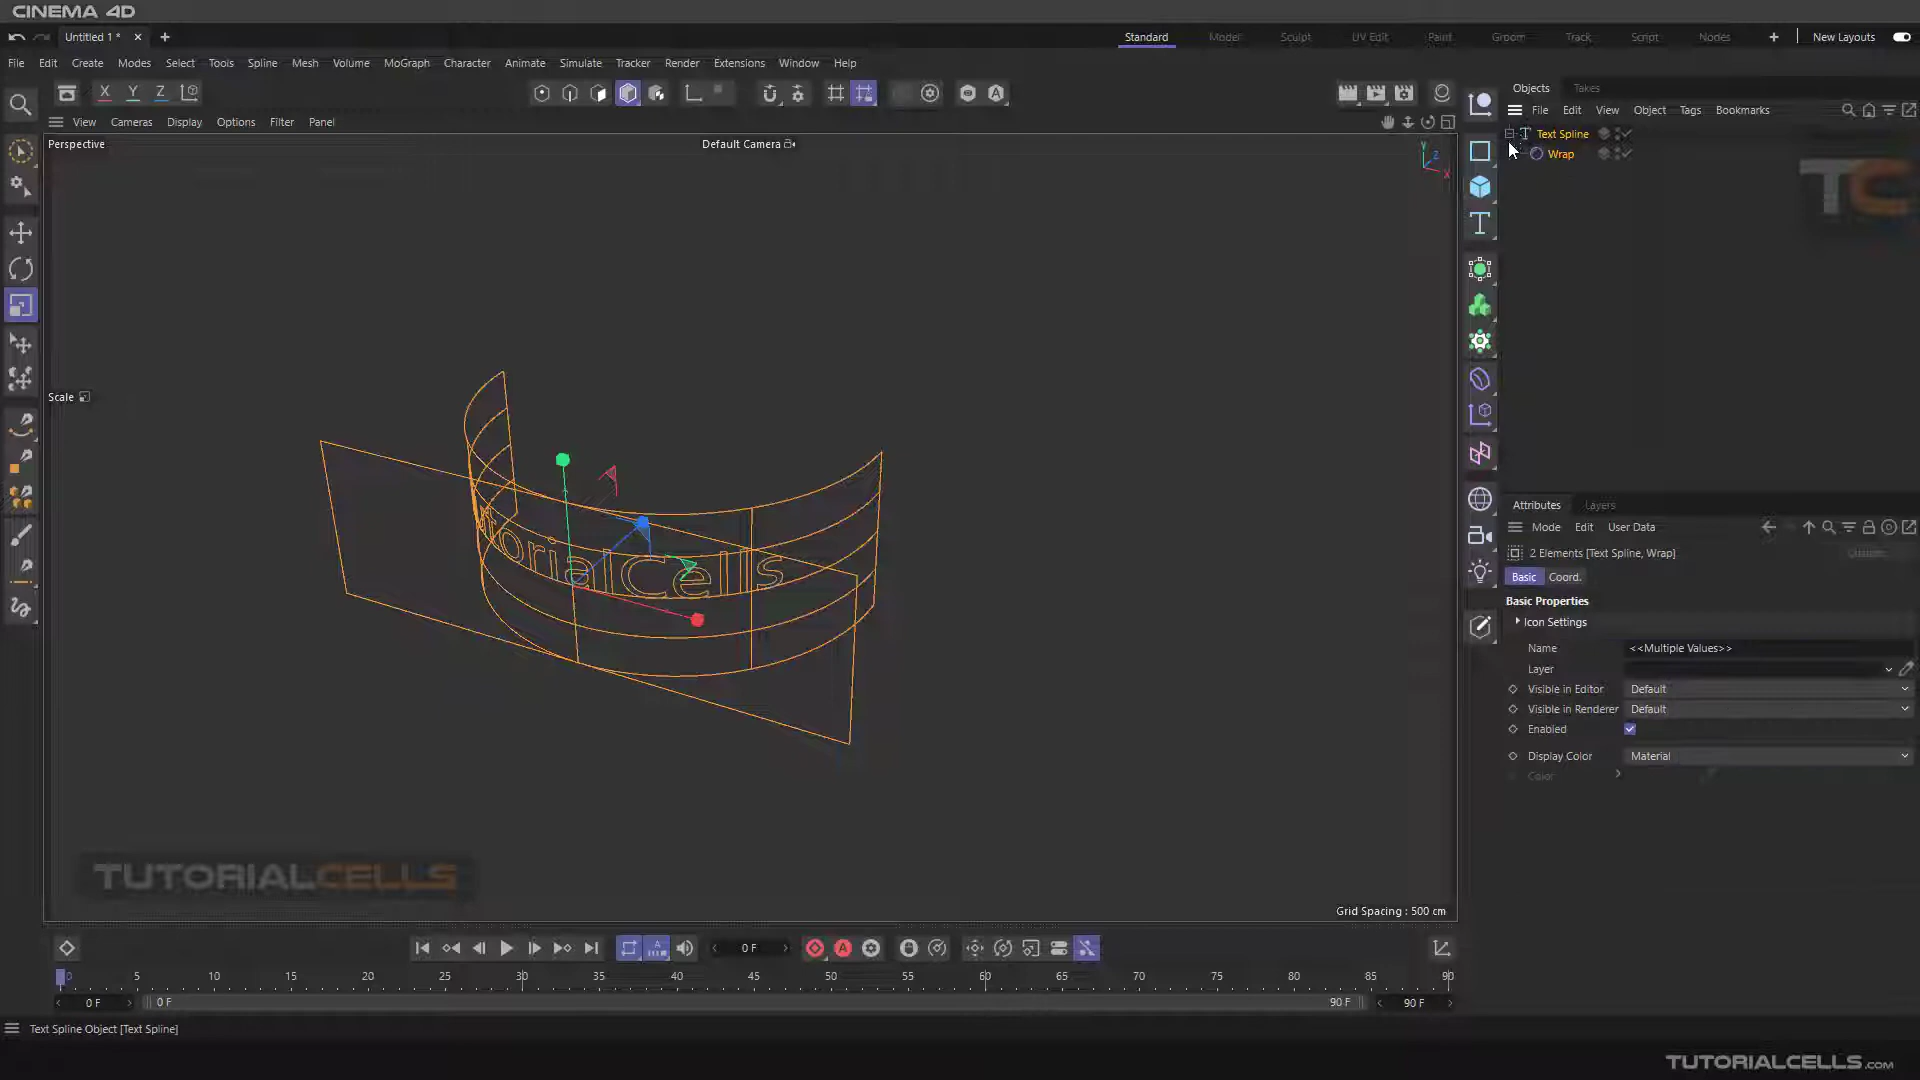 CINEMA 4D
Untitled 1 *
Standard Model Sculpt UV Edit Paint Groom Track Script Nodes New Layouts
File Edit Create Modes Select Tools Spline Mesh Volume MoGraph Character Animate Simulate Tracker Render Extensions Window Help
X Y Z
Objects Takes
File Edit View Object Tags Bookmarks
View Cameras Display Options Filter Panel
Perspective
Default Camera
Y
Z
X
Text Spline
Wrap
TC
Scale
torialCells
Attributes Layers
Mode Edit User Data
2 Elements [Text Spline, Wrap]
Custom
Basic Coord.
Basic Properties
Icon Settings
Name <<Multiple Values>>
Layer
Visible in Editor Default
Visible in Renderer Default
Enabled
Display Color Material
Color
TUTORIALCELLS
Grid Spacing : 500 cm
0 F
0 5 10 15 20 25 30 35 40 45 50 55 60 65 70 75 80 85 90
0 F 0 F 90 F 90 F
Text Spline Object [Text Spline]
TUTORIALCELLS.COM